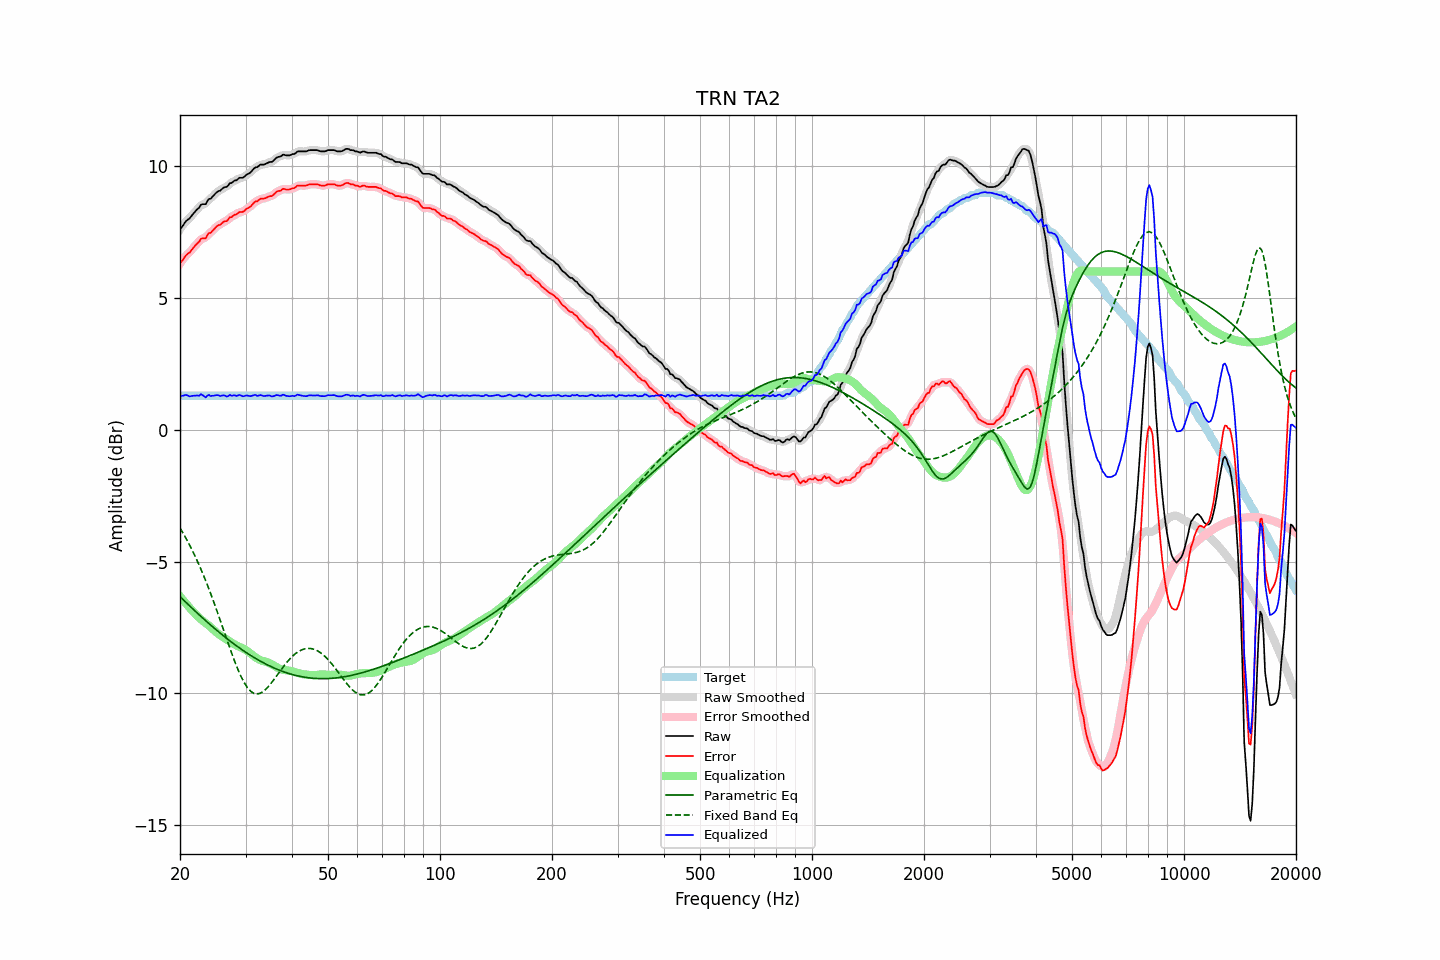 TRN TA2
Amplitude (dBr)
10
5
0
−5
−10
−15
Target
Raw Smoothed
Error Smoothed
Raw
Error
Equalization
Parametric Eq
Fixed Band Eq
Equalized
20 50 100 200 500 1000 2000 5000 10000 20000
Frequency (Hz)